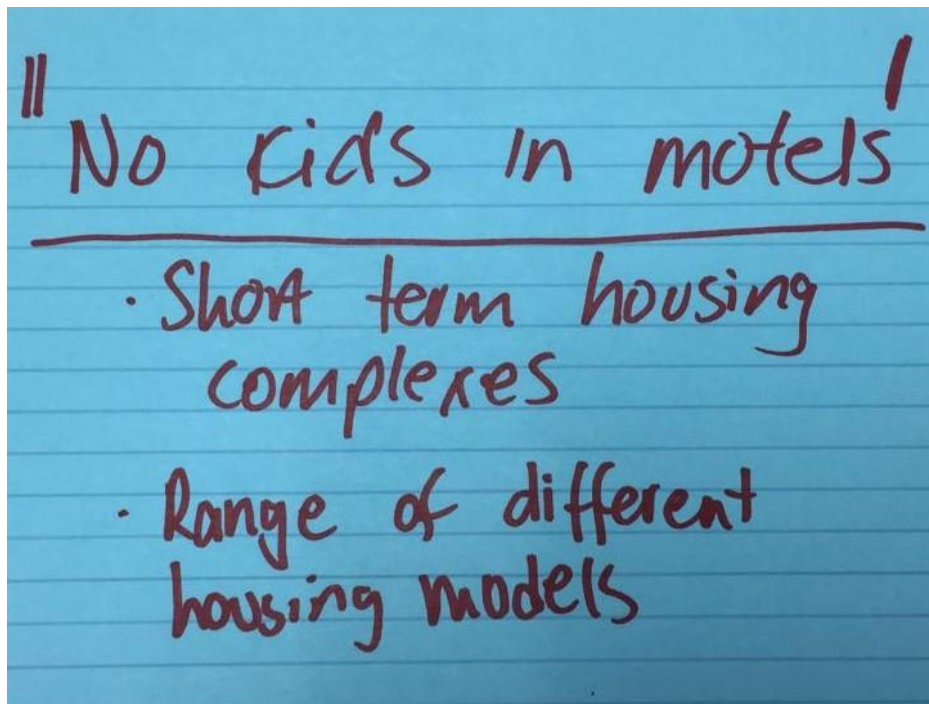 "No kids in motels'
· Short term housing
complexes
· Range of different
housing models